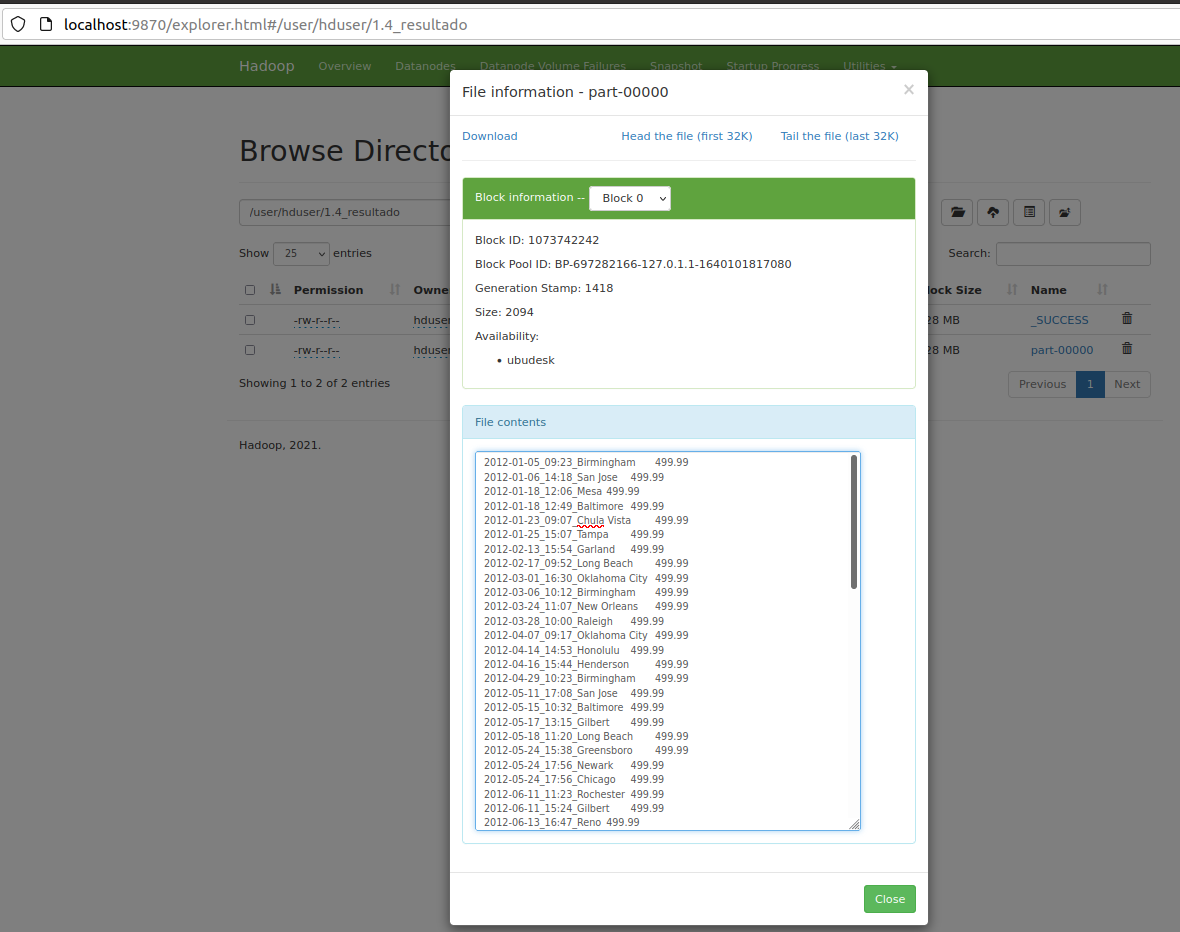 localhost:9870/explorer.html#/user/hduser/1.4_resultado
Hadoop Overview Datanodes Datanode Volume Failures Snapshot Startup Progress Utilities
File information - part-00000 ×
Download Head the file (first 32K) Tail the file (last 32K)
Browse Directo
Block information -- Block 0
/user/hduser/1.4_resultado
Block ID: 1073742242
Show 25 entries
Search:
Block Pool ID: BP-697282166-127.0.1.1-1640101817080
Permission Owne
Generation Stamp: 1418
lock Size Name
-rw-r--r-- hduser
Size: 2094
28 MB _SUCCESS
Availability:
-rw-r--r-- hduser
• ubudesk
28 MB part-00000
Showing 1 to 2 of 2 entries
Previous 1 Next
Hadoop, 2021.
File contents
2012-01-05_09:23_Birmingham 499.99
2012-01-06_14:18_San Jose 499.99
2012-01-18_12:06_Mesa 499.99
2012-01-18_12:49_Baltimore 499.99
2012-01-23_09:07_Chula Vista 499.99
2012-01-25_15:07_Tampa 499.99
2012-02-13_15:54_Garland 499.99
2012-02-17_09:52_Long Beach 499.99
2012-03-01_16:30_Oklahoma City 499.99
2012-03-06_10:12_Birmingham 499.99
2012-03-24_11:07_New Orleans 499.99
2012-03-28_10:00_Raleigh 499.99
2012-04-07_09:17_Oklahoma City 499.99
2012-04-14_14:53_Honolulu 499.99
2012-04-16_15:44_Henderson 499.99
2012-04-29_10:23_Birmingham 499.99
2012-05-11_17:08_San Jose 499.99
2012-05-15_10:32_Baltimore 499.99
2012-05-17_13:15_Gilbert 499.99
2012-05-18_11:20_Long Beach 499.99
2012-05-24_15:38_Greensboro 499.99
2012-05-24_17:56_Newark 499.99
2012-05-24_17:56_Chicago 499.99
2012-06-11_11:23_Rochester 499.99
2012-06-11_15:24_Gilbert 499.99
2012-06-13_16:47_Reno 499.99
Close